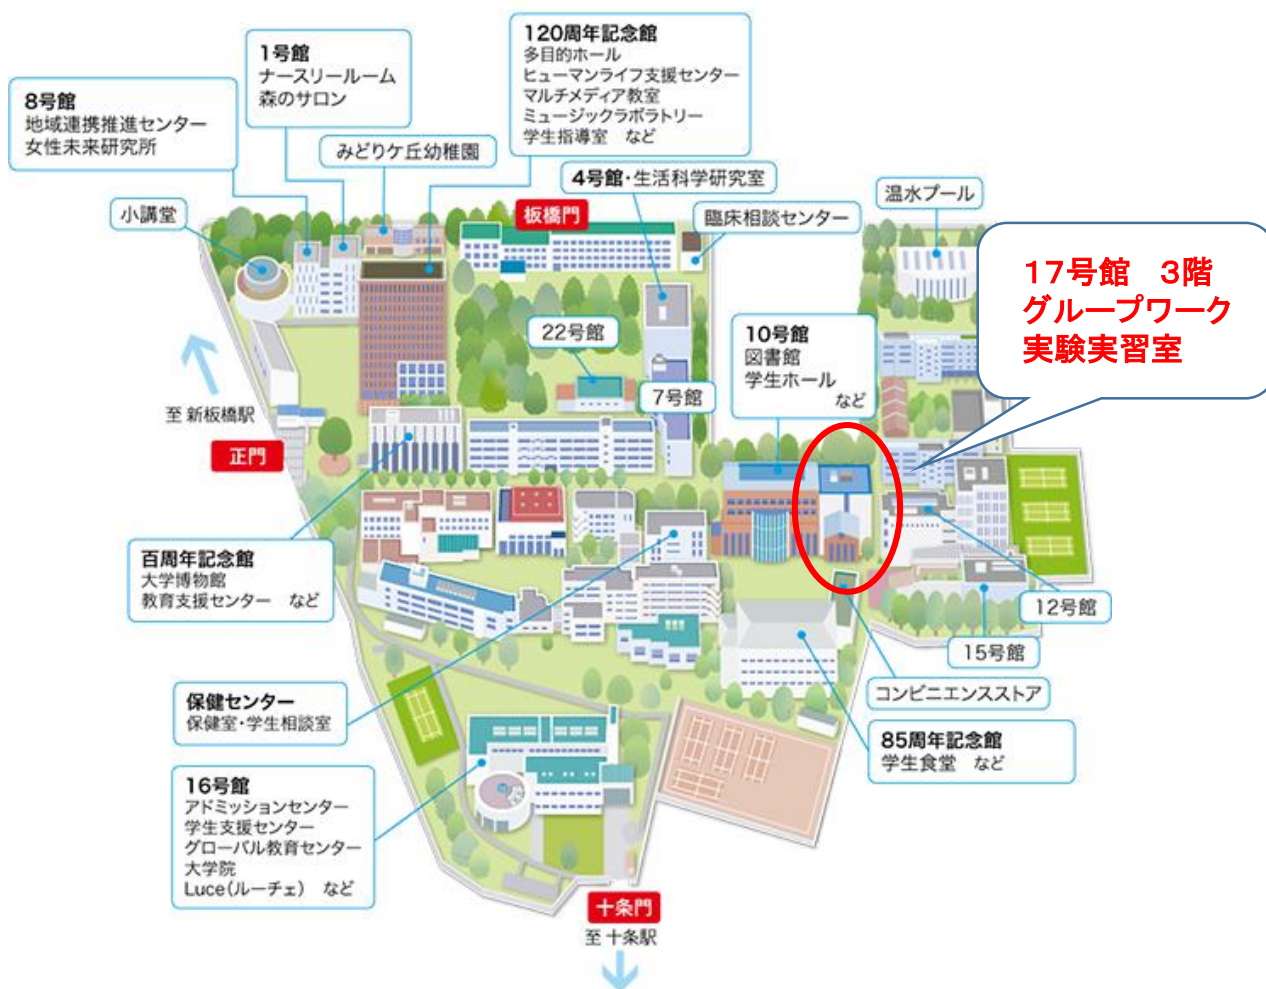 120周年記念館
多目的ホール
ヒューマンライフ支援センター
マルチメディア教室
ミュージックラボラトリー
学生指導室　など
1号館
ナースリールーム
森のサロン
8号館
地域連携推進センター
女性未来研究所
みどりケ丘幼稚園
4号館・生活科学研究室
小講堂
板橋門
臨床相談センター
温水プール
17号館　3階
グループワーク
実験実習室
22号館
10号館
図書館
学生ホール
など
7号館
至 新板橋駅
正門
百周年記念館
大学博物館
教育支援センター　など
12号館
15号館
コンビニエンスストア
保健センター
保健室・学生相談室
85周年記念館
学生食堂　など
16号館
アドミッションセンター
学生支援センター
グローバル教育センター
大学院
Luce（ルーチェ）　など
十条門
至 十条駅